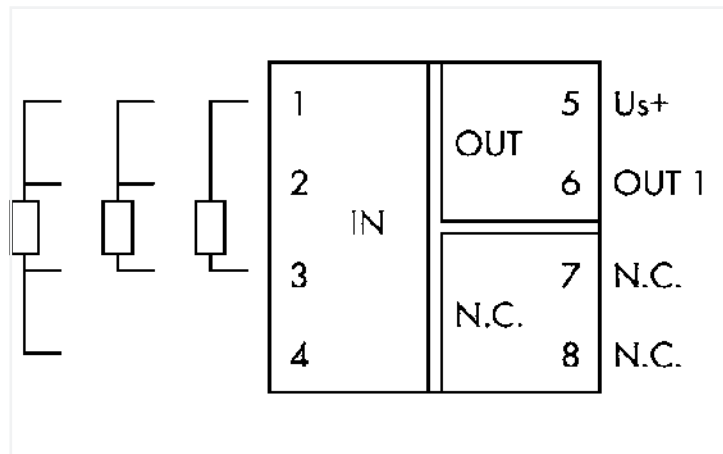 1 5 Us+
OUT
2 6 OUT 1
IN
3 7 N.C.
N.C.
4 8 N.C.